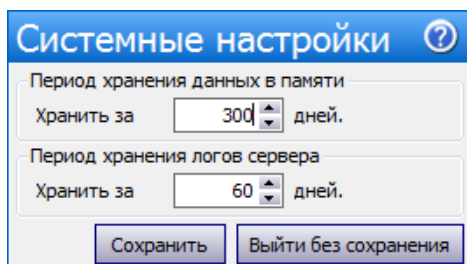 Системные настройки ?
Период хранения данных в памяти
Хранить за 300 дней.
Период хранения логов сервера
Хранить за 60 дней.
Сохранить Выйти без сохранения